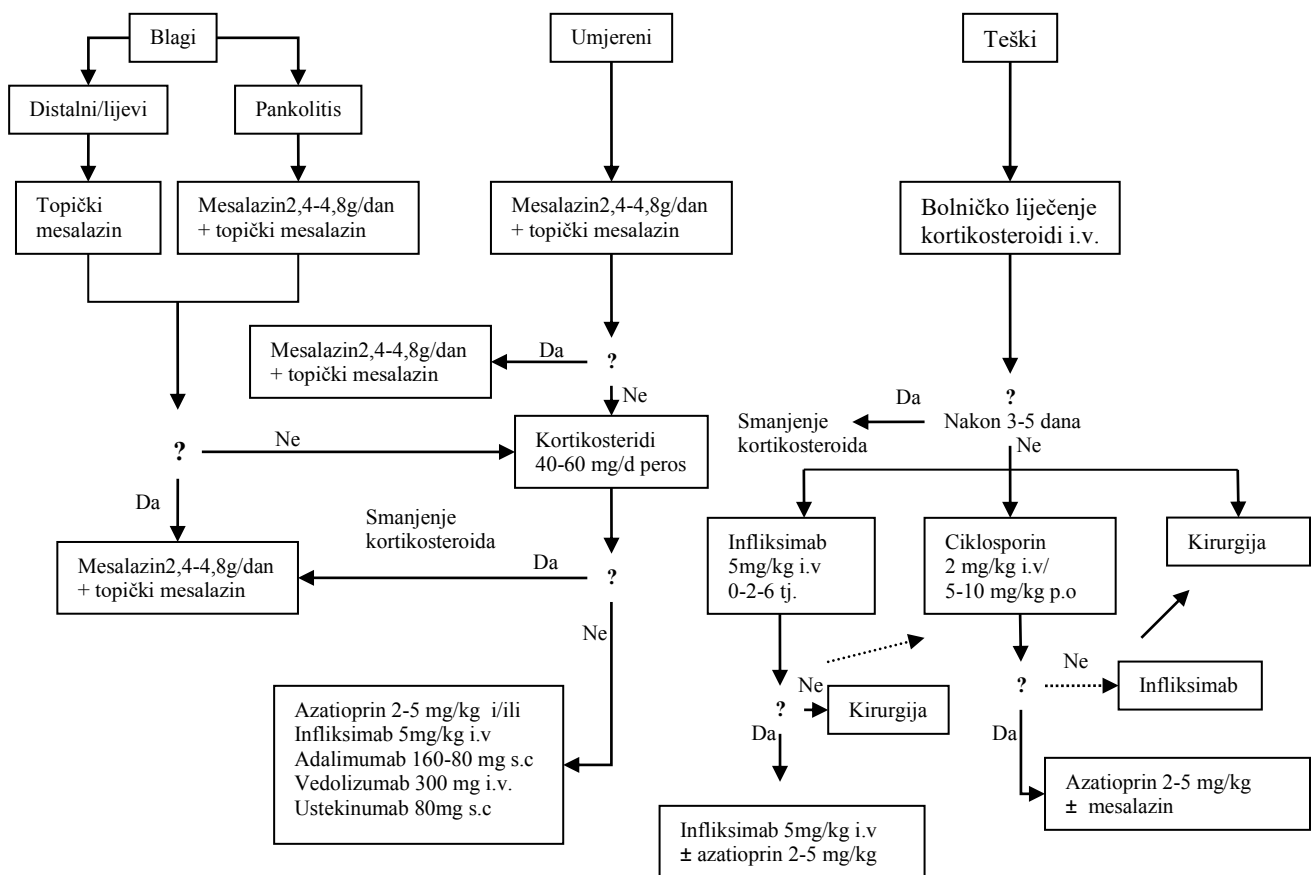 Blagi
Umjereni
Teški
Distalni/lijevi
Pankolitis
Topički
mesalazin
Mesalazin2,4-4,8g/dan
+ topički mesalazin
Mesalazin2,4-4,8g/dan
+ topički mesalazin
Bolničko liječenje
kortikosteroidi i.v.
Mesalazin2,4-4,8g/dan
+ topički mesalazin
Da
?
Ne
?
Da
Nakon 3-5 dana
Smanjenje
kortikosteroida
Ne
?
Ne
Kortikosteridi
40-60 mg/d peros
Da
Smanjenje
kortikosteroida
Mesalazin2,4-4,8g/dan
+ topički mesalazin
Da
?
Ne
Infliksimab
5mg/kg i.v
0-2-6 tj.
Ciklosporin
2 mg/kg i.v/
5-10 mg/kg p.o
Kirurgija
Azatioprin 2-5 mg/kg i/ili
Infliksimab 5mg/kg i.v
Adalimumab 160-80 mg s.c
Vedolizumab 300 mg i.v.
Ustekinumab 80mg s.c
Ne
?
Kirurgija
Da
Ne
?
Infliksimab
Da
Infliksimab 5mg/kg i.v
± azatioprin 2-5 mg/kg
Azatioprin 2-5 mg/kg
± mesalazin